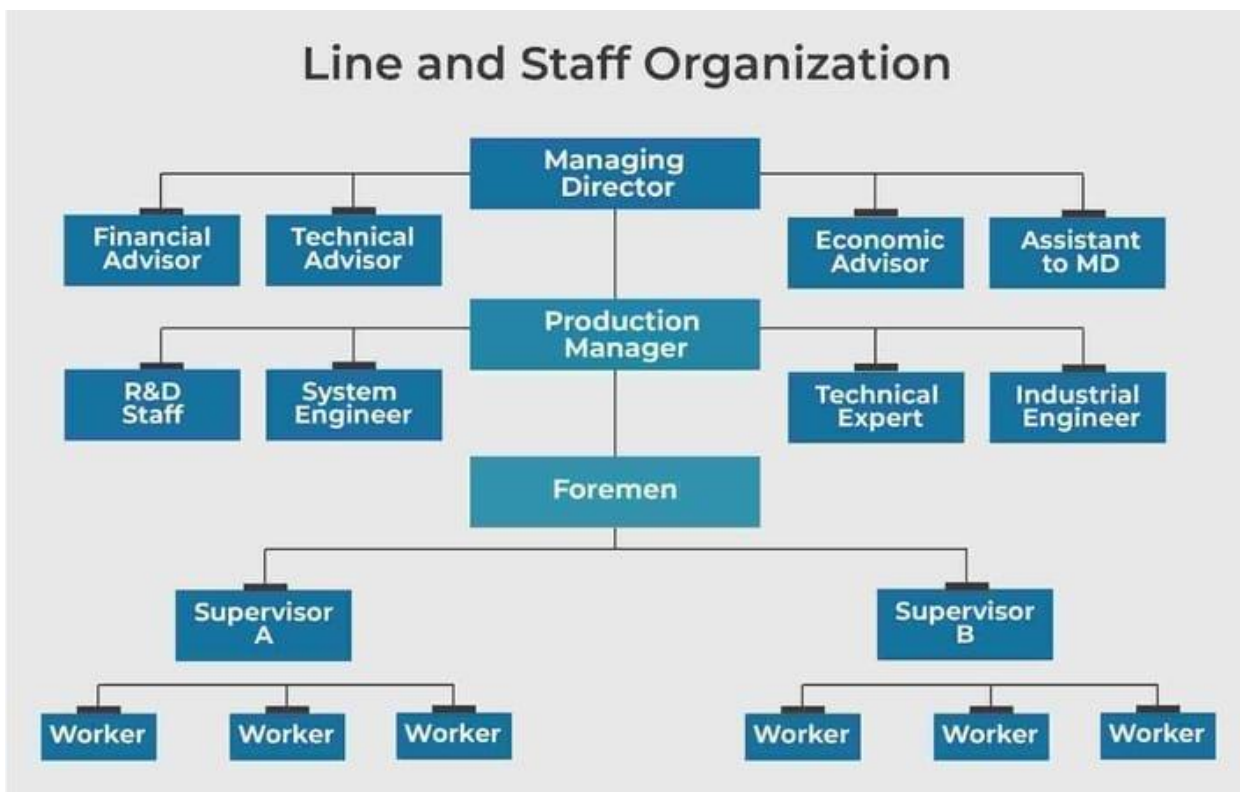 Line and Staff Organization
Managing
Director
Financial
Advisor
Technical
Advisor
Economic
Advisor
Assistant
to MD
Production
Manager
R&D
Staff
System
Engineer
Technical
Expert
Industrial
Engineer
Foremen
Supervisor
A
Supervisor
B
Worker
Worker
Worker
Worker
Worker
Worker